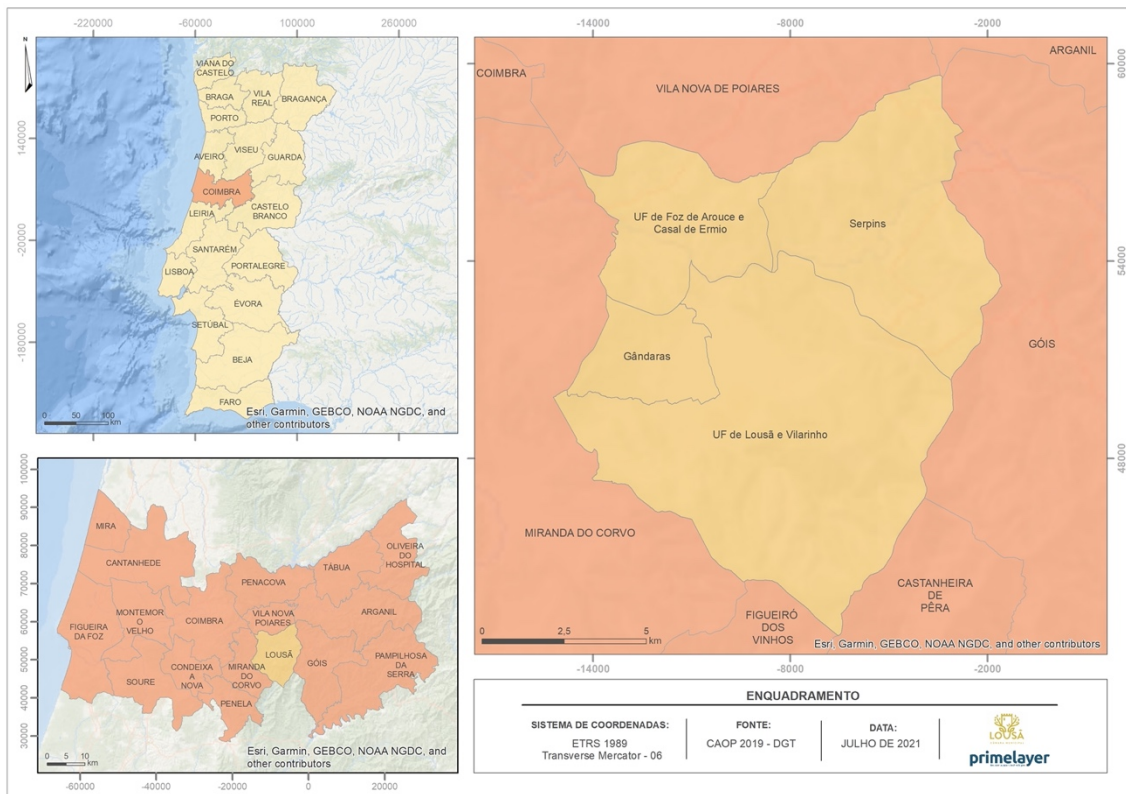 -220000
-60000
100000
260000
-14000
-8000
-2000
N
VIANA DO
CASTELO
BRAGA
VILA
REAL
BRAGANÇA
PORTO
AVEIRO
VISEU
GUARDA
COIMBRA
LEIRIA
CASTELO
BRANCO
SANTARÉM
LISBOA
PORTALEGRE
ÉVORA
SETÚBAL
BEJA
FARO
140000
-20000
-180000
0 50 100
km
Esri, Garmin, GEBCO, NOAA NGDC, and
other contributors
-220000
-60000
100000
260000
COIMBRA
VILA NOVA DE POIARES
ARGANIL
UF de Foz de Arouce e
Casal de Ermio
Serpins
Gândaras
GÓIS
UF de Lousã e Vilarinho
MIRANDA DO CORVO
FIGUEIRÓ
DOS
VINHOS
CASTANHEIRA
DE
PÊRA
60000
54000
48000
0 2,5 5
km
Esri, Garmin, GEBCO, NOAA NGDC, and other contributors
-14000
-8000
-2000
100000
90000
80000
70000
60000
50000
40000
30000
MIRA
CANTANHEDE
OLIVEIRA
DO
HOSPITAL
TÁBUA
PENACOVA
MONTEMOR
O
VELHO
COIMBRA
VILA NOVA
POIARES
ARGANIL
FIGUEIRA
DA FOZ
LOUSÃ
GÓIS
PAMPILHOSA
DA
SERRA
CONDEIXA
A
NOVA
MIRANDA
DO
CORVO
SOURE
PENELA
0 5 10
km
Esri, Garmin, GEBCO, NOAA NGDC, and
other contributors
-60000
-40000
-20000
0
20000
ENQUADRAMENTO
SISTEMA DE COORDENADAS:
ETRS 1989
Transverse Mercator - 06
FONTE:
CAOP 2019 - DGT
DATA:
JULHO DE 2021
LOUSÃ
primelayer